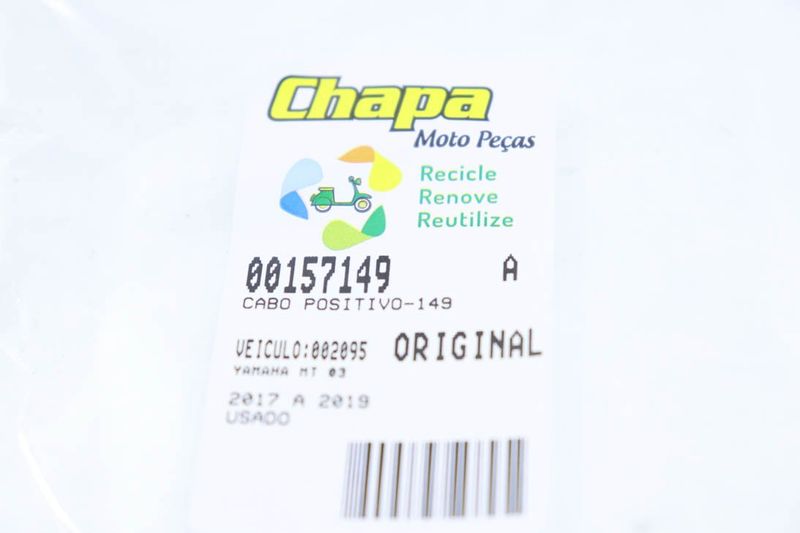 Chapa
Moto Peças
Recicle
Renove
Reutilize
00157149 A
CABO POSITIVO-149
VEICULO:002095 ORIGINAL
YAMAHA MT 03
2017 A 2019
USADO